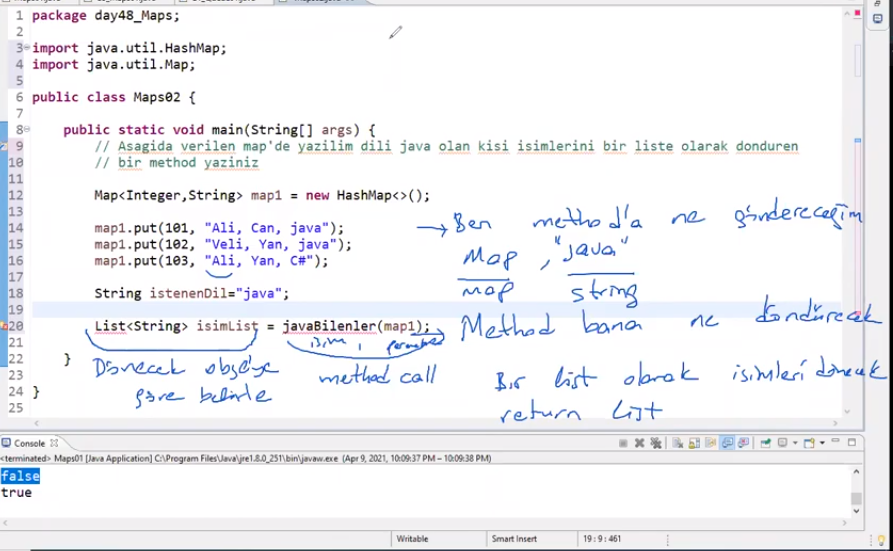 1 package day48_Maps;
2
3 import java.util.HashMap;
4 import java.util.Map;
5
6 public class Maps02 {
7
8 public static void main(String[] args) {
9 // Asagida verilen map'de yazilim dili java olan kisi isimlerini bir liste olarak donduren
10 // bir method yaziniz
11
12 Map<Integer,String> map1 = new HashMap<>();
13
14 map1.put(101, "Ali, Can, java");
15 map1.put(102, "Veli, Yan, java");
16 map1.put(103, "Ali, Yan, C#");
17
18 String istenenDil="java";
19
20 List<String> isimList = javaBilenler(map1);
21
22 }
23
24 }
25
→ Ben method'a ne göndereceğim
Map , "Java"
map string
Method bana ne döndürecek
Bir list olarak isimleri dönecek
return list
isim , parametre
method call
Dönecek objeye
göre belirle
Console
<terminated> Maps01 [Java Application] C:\Program Files\Java\jre1.8.0_251\bin\javaw.exe (Apr 9, 2021, 10:09:37 PM – 10:09:38 PM)
false
true
Writable Smart Insert 19 : 9 : 461